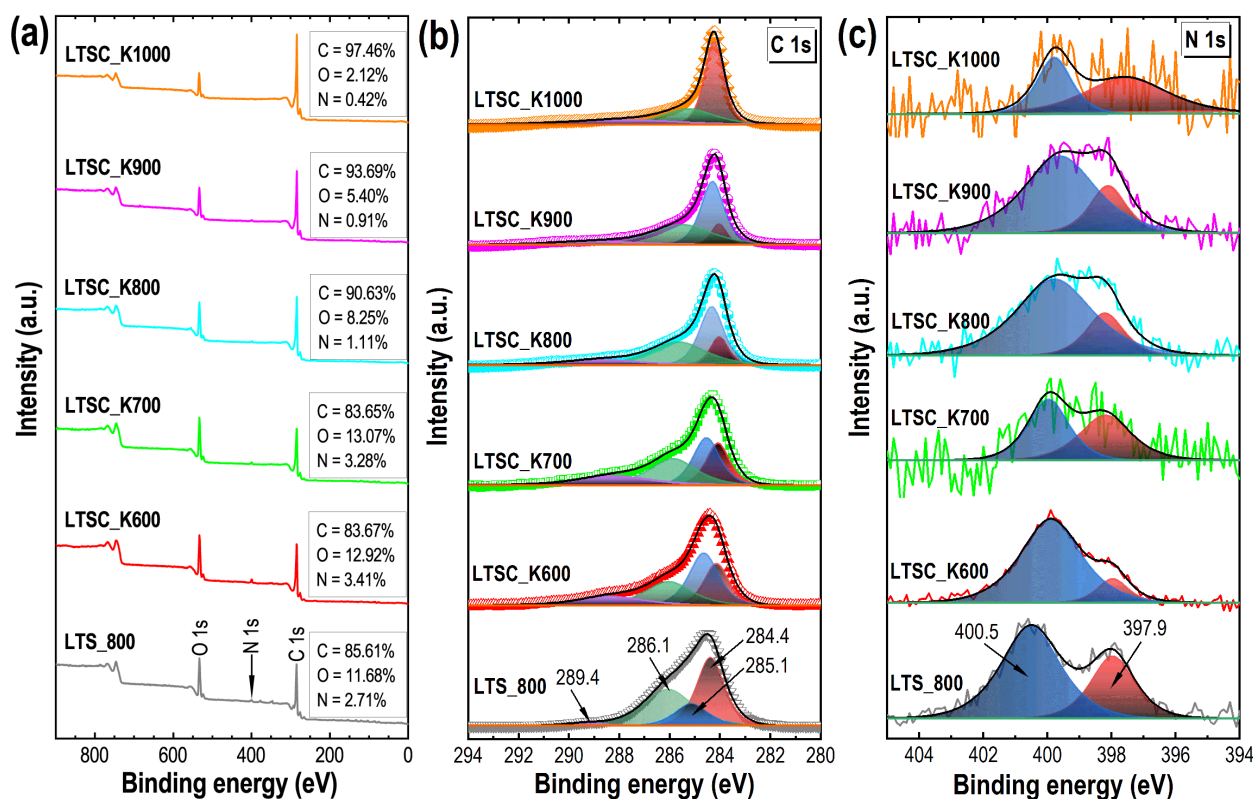 (a)
LTSC_K1000
C = 97.46%
O = 2.12%
N = 0.42%
LTSC_K900
C = 93.69%
O = 5.40%
N = 0.91%
LTSC_K800
C = 90.63%
O = 8.25%
N = 1.11%
LTSC_K700
C = 83.65%
O = 13.07%
N = 3.28%
LTSC_K600
C = 83.67%
O = 12.92%
N = 3.41%
LTS_800
O 1s
N 1s
C 1s
C = 85.61%
O = 11.68%
N = 2.71%
Intensity (a.u.)
800 600 400 200 0
Binding energy (eV)
(b)
C 1s
LTSC_K1000
LTSC_K900
LTSC_K800
LTSC_K700
LTSC_K600
LTS_800
289.4
286.1
284.4
285.1
Intensity (a.u.)
294 292 290 288 286 284 282 280
Binding energy (eV)
(c)
N 1s
LTSC_K1000
LTSC_K900
LTSC_K800
LTSC_K700
LTSC_K600
LTS_800
400.5
397.9
Intensity (a.u.)
404 402 400 398 396 394
Binding energy (eV)